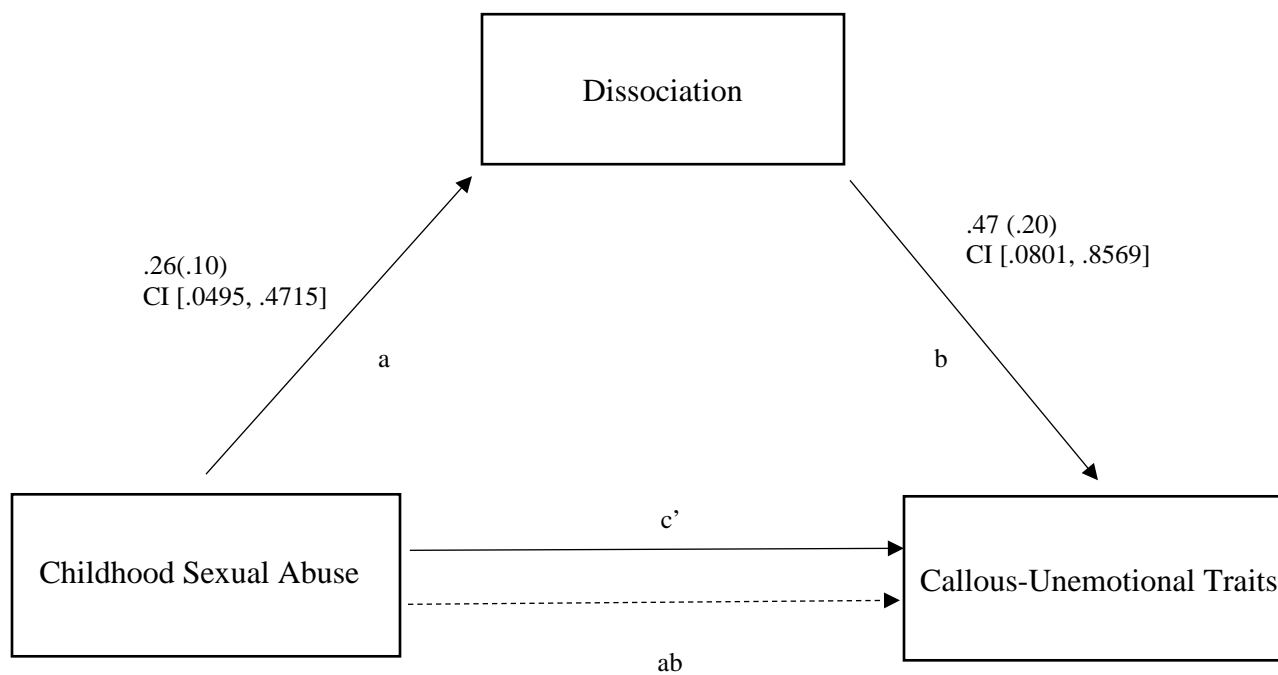 Dissociation
.26(.10)
CI [.0495, .4715]
a
.47 (.20)
CI [.0801, .8569]
b
Childhood Sexual Abuse
c’
ab
Callous-Unemotional Traits